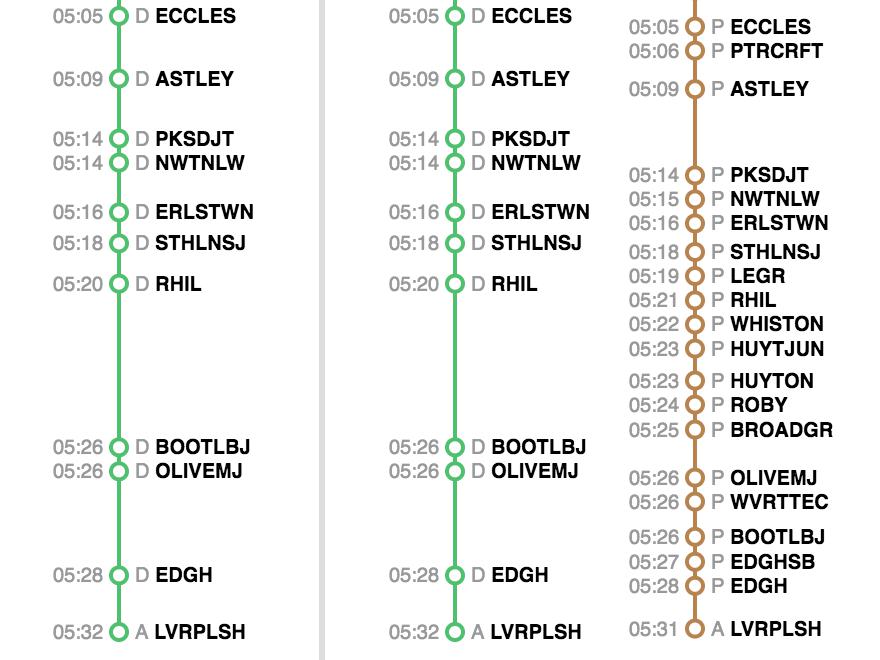 05:05 D ECCLES
05:09 D ASTLEY
05:14 D PKSDJT
05:14 D NWTNLW
05:16 D ERLSTWN
05:18 D STHLNSJ
05:20 D RHIL
05:26 D BOOTLBJ
05:26 D OLIVEMJ
05:28 D EDGH
05:32 A LVRPLSH
05:05 D ECCLES
05:09 D ASTLEY
05:14 D PKSDJT
05:14 D NWTNLW
05:16 D ERLSTWN
05:18 D STHLNSJ
05:20 D RHIL
05:26 D BOOTLBJ
05:26 D OLIVEMJ
05:28 D EDGH
05:32 A LVRPLSH
05:05 P ECCLES
05:06 P PTRCRFT
05:09 P ASTLEY
05:14 P PKSDJT
05:15 P NWTNLW
05:16 P ERLSTWN
05:18 P STHLNSJ
05:19 P LEGR
05:21 P RHIL
05:22 P WHISTON
05:23 P HUYTJUN
05:23 P HUYTON
05:24 P ROBY
05:25 P BROADGR
05:26 P OLIVEMJ
05:26 P WVRTTEC
05:26 P BOOTLBJ
05:27 P EDGHSB
05:28 P EDGH
05:31 A LVRPLSH